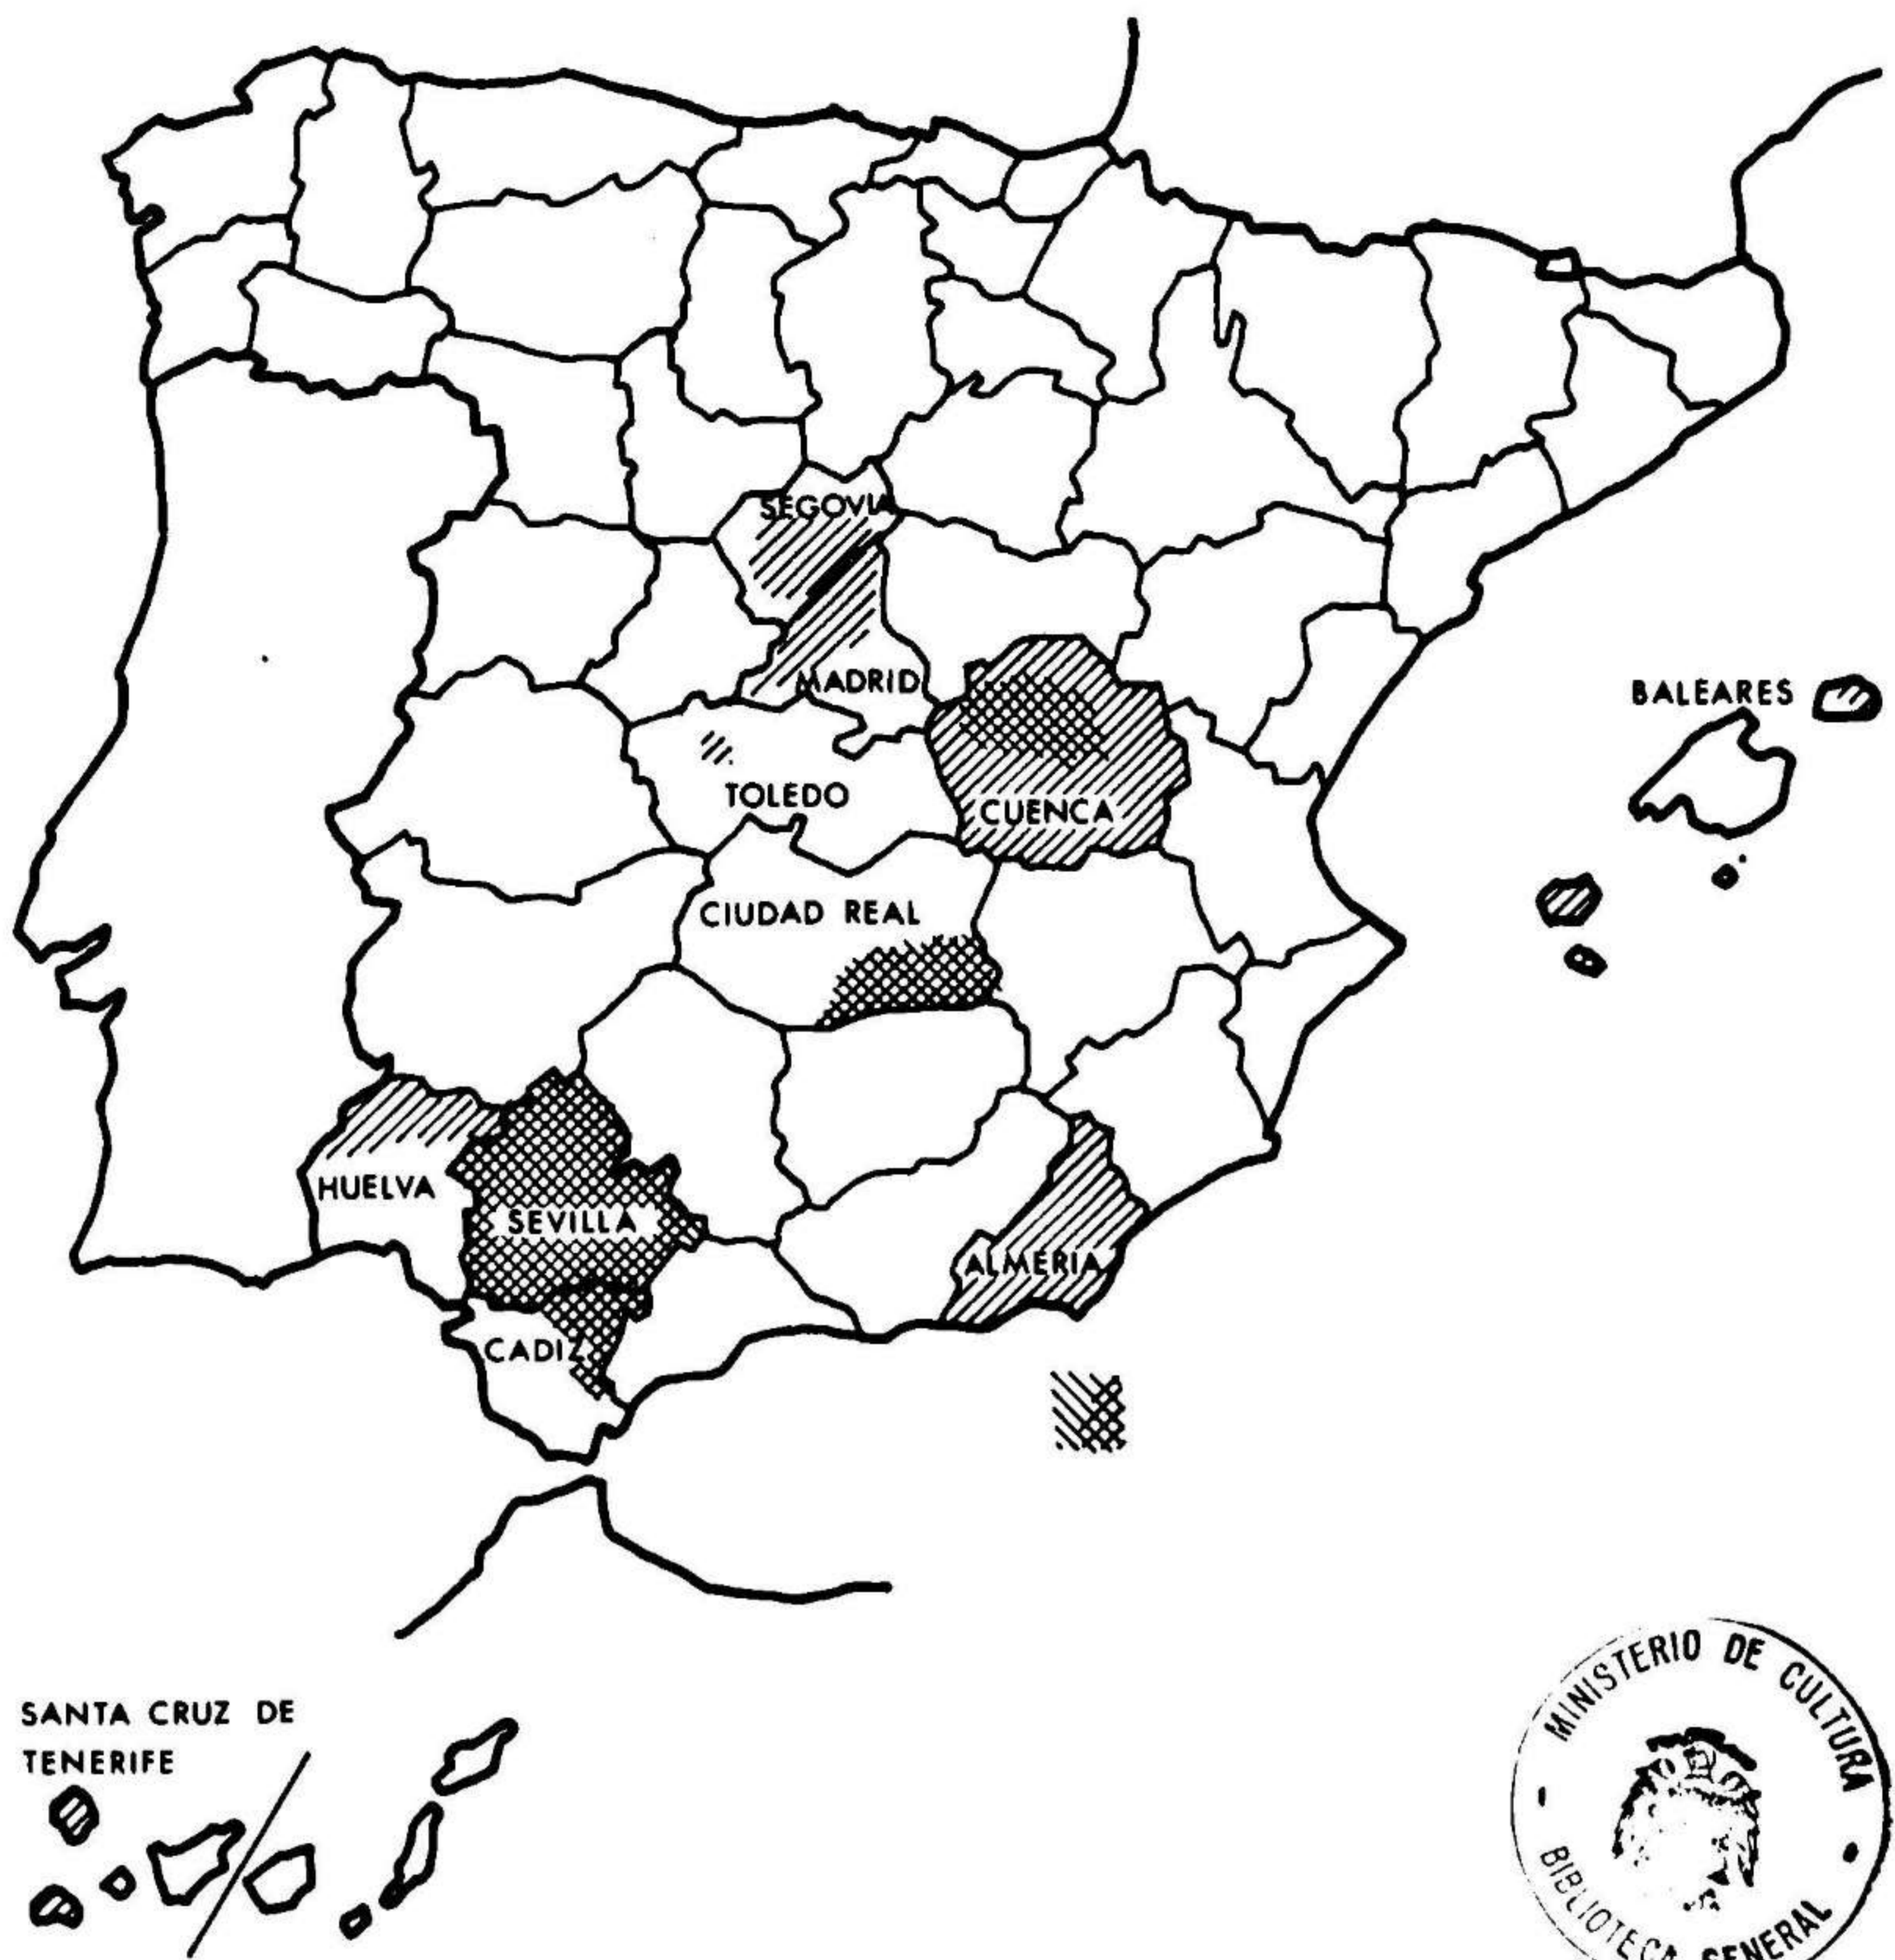 SEGOVIA
MADRID
BALEARES
TOLEDO
CUENCA
CIUDAD REAL
HUELVA
SEVILLA
ALMERIA
CADIZ
SANTA CRUZ DE
TENERIFE
MINISTERIO DE CULTURA
BIBLIOTECA GENERAL